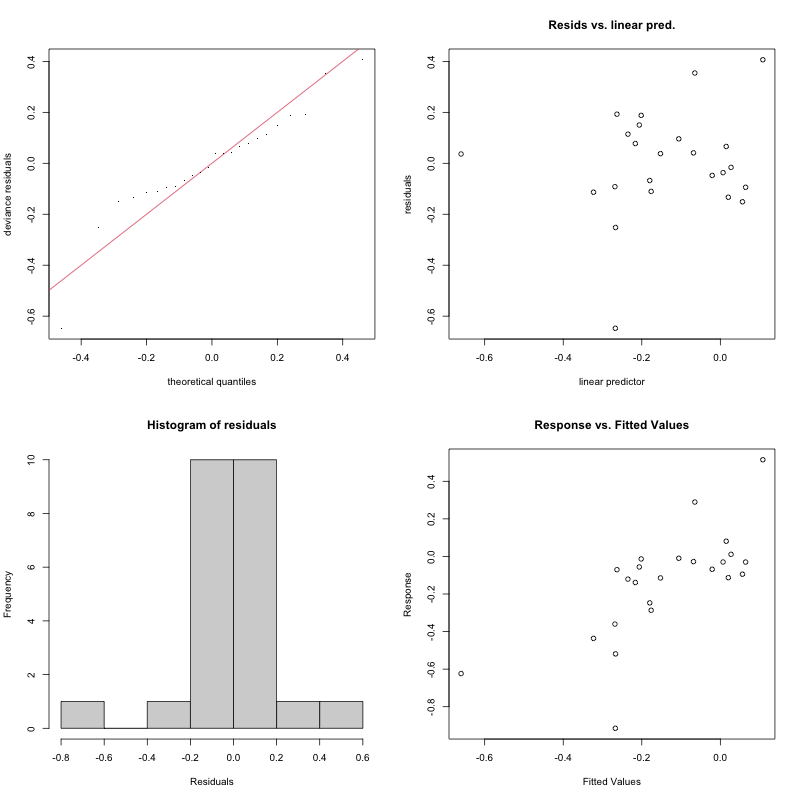 deviance residuals
0.4
0.2
0.0
-0.2
-0.4
-0.6
-0.4 -0.2 0.0 0.2 0.4
theoretical quantiles
Resids vs. linear pred.
residuals
0.4
0.2
0.0
-0.2
-0.4
-0.6
-0.6 -0.4 -0.2 0.0
linear predictor
Histogram of residuals
Frequency
10
8
6
4
2
0
-0.8 -0.6 -0.4 -0.2 0.0 0.2 0.4 0.6
Residuals
Response vs. Fitted Values
Response
0.4
0.2
0.0
-0.2
-0.4
-0.6
-0.8
-0.6 -0.4 -0.2 0.0
Fitted Values